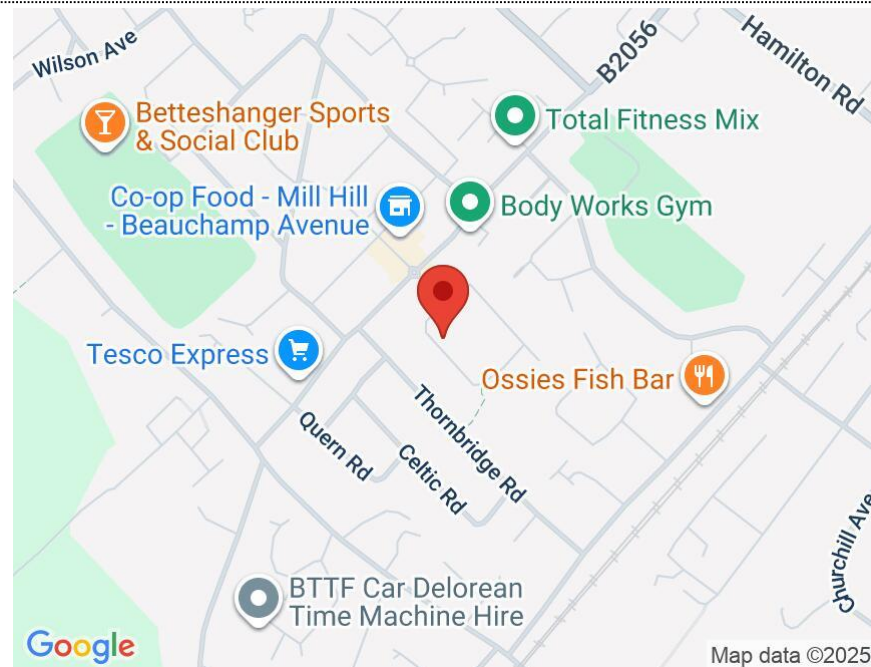 Wilson Ave
B2056
Hamilton Rd
Betteshanger Sports
& Social Club
Total Fitness Mix
Co-op Food - Mill Hill
- Beauchamp Avenue
Body Works Gym
Tesco Express
Ossies Fish Bar
Thornbridge Rd
Quern Rd
Celtic Rd
Churchill Ave
BTTF Car Delorean
Time Machine Hire
Google
Map data ©2025